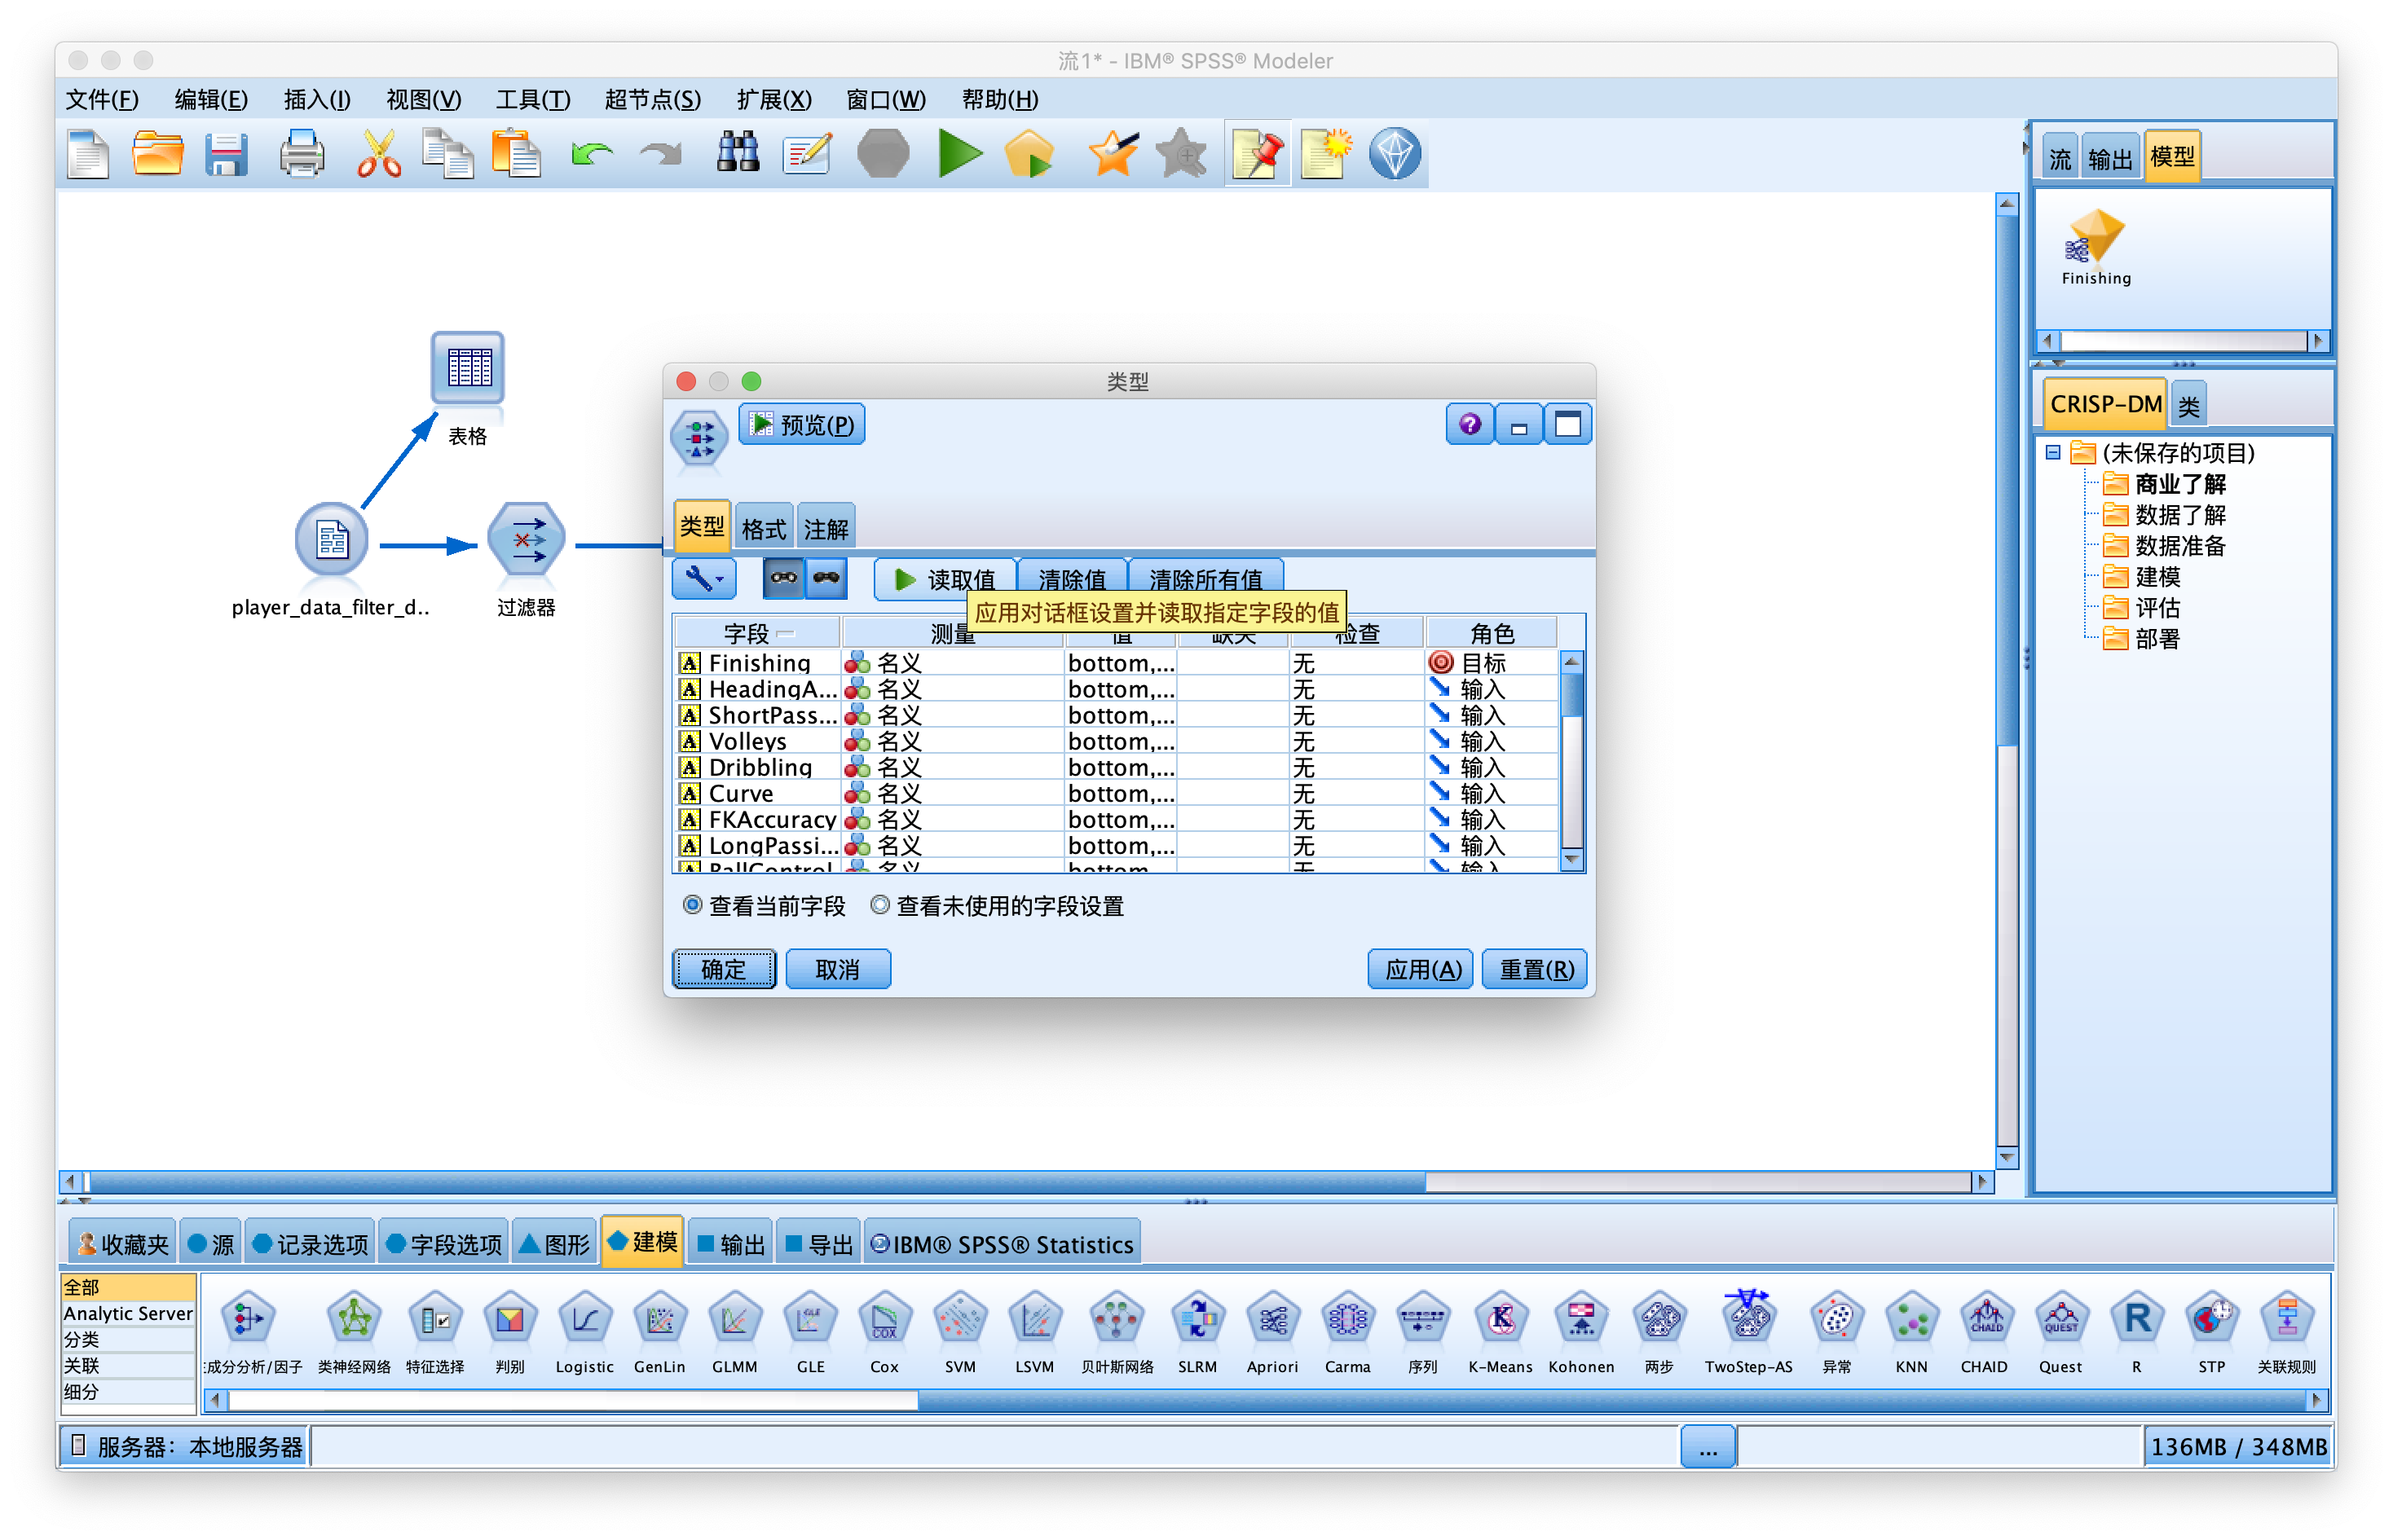 流1* - IBM® SPSS® Modeler
文件(F) 编辑(E) 插入(I) 视图(V) 工具(T) 超节点(S) 扩展(X) 窗口(W) 帮助(H)
流 输出 模型
Finishing
表格
player_data_filter_d..
过滤器
类型
预览(P)
类型 格式 注解
读取值 清除值 清除所有值
应用对话框设置并读取指定字段的值
字段 测量 值 缺失 检查 角色
A Finishing 名义 bottom,... 无 目标
A HeadingA... 名义 bottom,... 无 输入
A ShortPass... 名义 bottom,... 无 输入
A Volleys 名义 bottom,... 无 输入
A Dribbling 名义 bottom,... 无 输入
A Curve 名义 bottom,... 无 输入
A FKAccuracy 名义 bottom,... 无 输入
A LongPassi... 名义 bottom,... 无 输入
A BallControl 名义 bottom 无 输入
查看当前字段 查看未使用的字段设置
确定 取消 应用(A) 重置(R)
CRISP-DM 类
(未保存的项目)
商业了解
数据了解
数据准备
建模
评估
部署
收藏夹 源 记录选项 字段选项 图形 建模 输出 导出 IBM® SPSS® Statistics
全部
Analytic Server
分类
关联
细分
成分分析/因子 类神经网络 特征选择 判别 Logistic GenLin GLMM GLE Cox SVM LSVM 贝叶斯网络 SLRM Apriori Carma 序列 K-Means Kohonen 两步 TwoStep-AS 异常 KNN CHAID Quest R STP 关联规则
服务器：本地服务器
...
136MB / 348MB